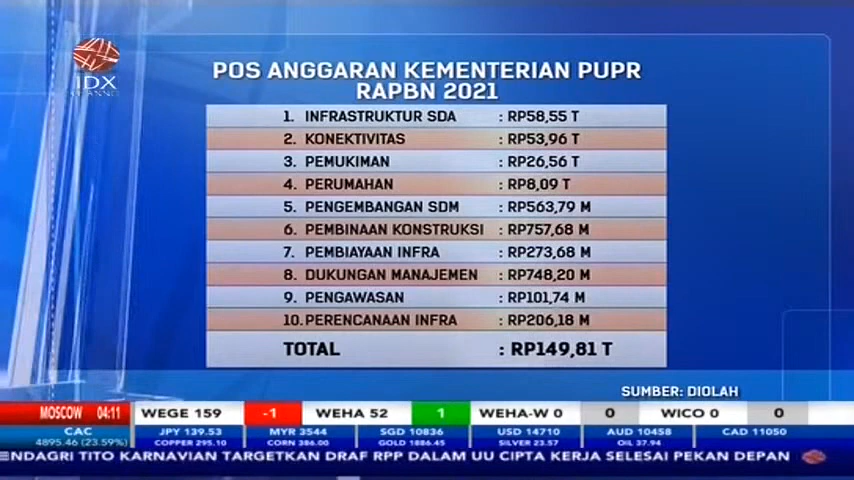 IDX
CHANNEL
POS ANGGARAN KEMENTERIAN PUPR
RAPBN 2021
1. INFRASTRUKTUR SDA : RP58,55 T
2. KONEKTIVITAS : RP53,96 T
3. PEMUKIMAN : RP26,56 T
4. PERUMAHAN : RP8,09 T
5. PENGEMBANGAN SDM : RP563,79 M
6. PEMBINAAN KONSTRUKSI : RP757,68 M
7. PEMBIAYAAN INFRA : RP273,68 M
8. DUKUNGAN MANAJEMEN : RP748,20 M
9. PENGAWASAN : RP101,74 M
10. PERENCANAAN INFRA : RP206,18 M
TOTAL : RP149,81 T
SUMBER: DIOLAH
MOSCOW 04:11 WEGE 159 -1 WEHA 52 1 WEHA-W 0 0 WICO 0 0
CAC JPY 139.53 MYR 3544 SGD 10836 USD 14710 AUD 10458 CAD 11050
4895.46 (23.59%) COPPER 295.10 CORN 386.00 GOLD 1886.45 SILVER 23.57 OIL 37.94
ENDAGRI TITO KARNAVIAN TARGETKAN DRAF RPP DALAM UU CIPTA KERJA SELESAI PEKAN DEPAN